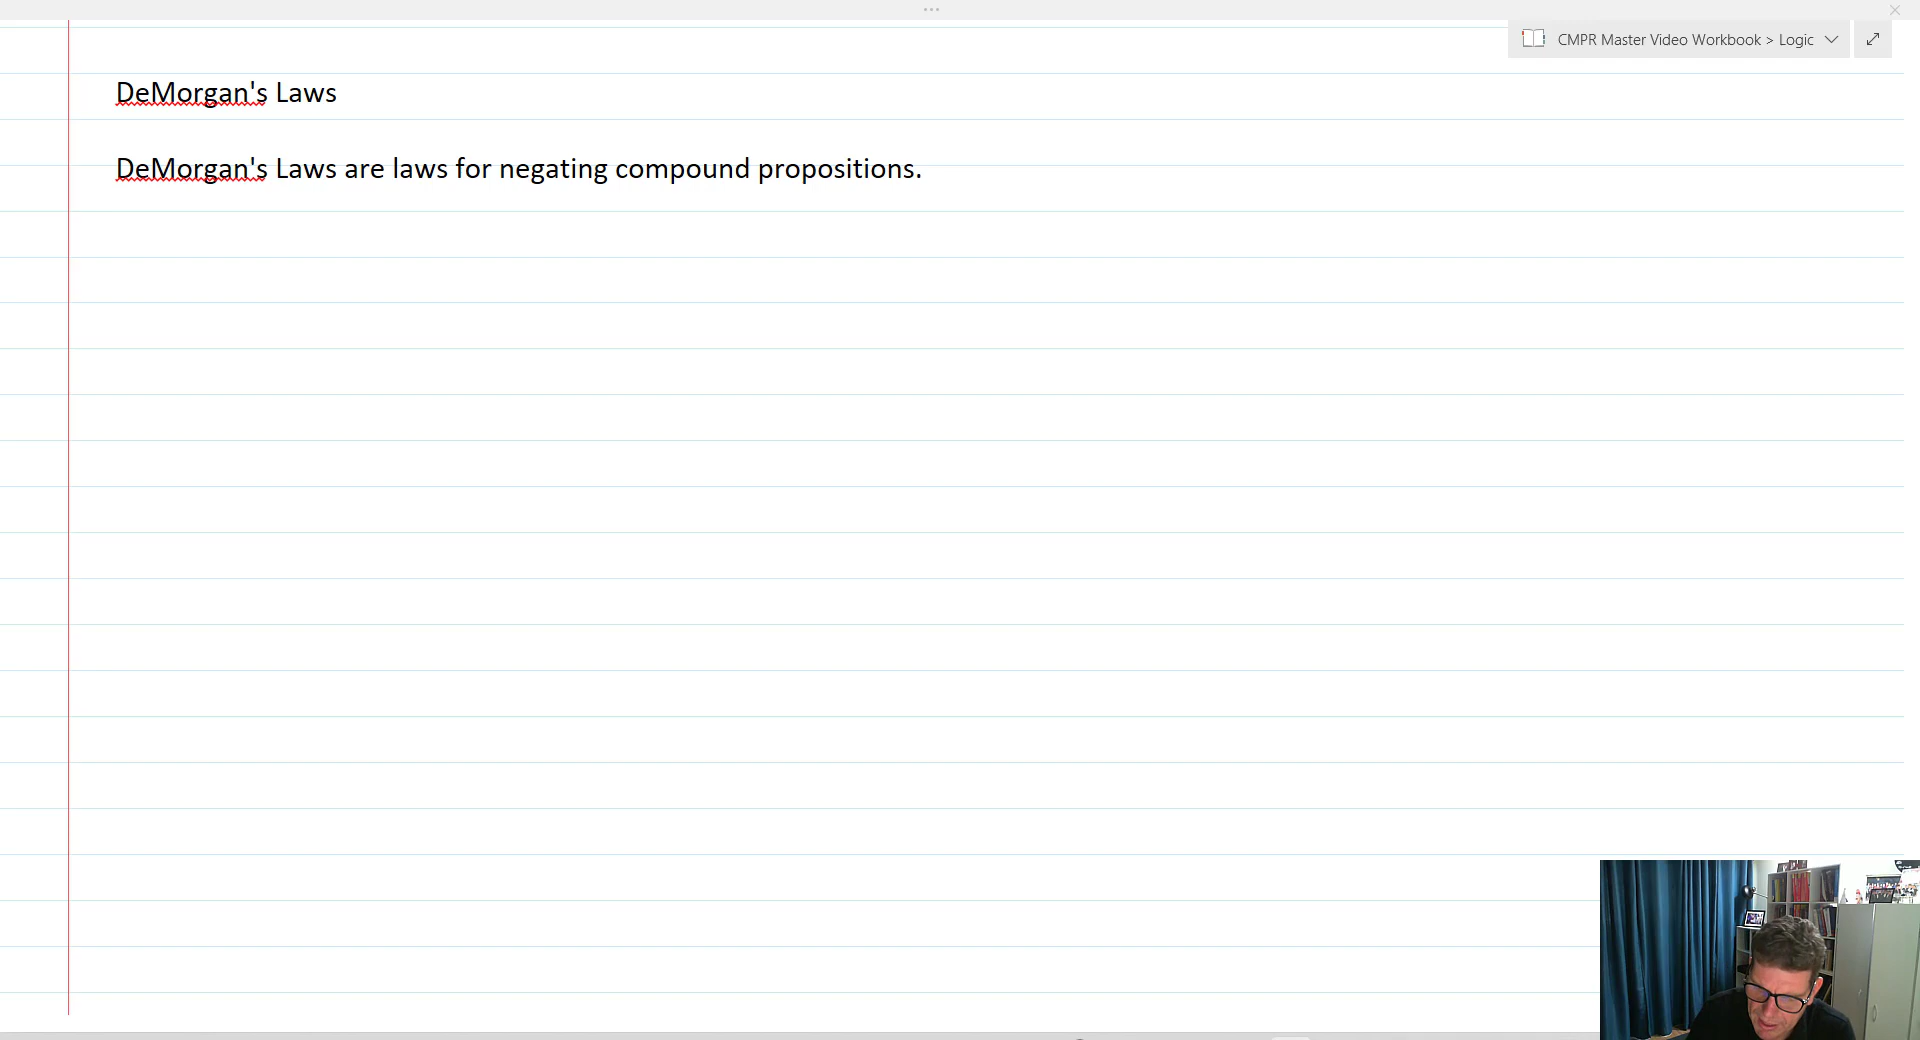 CMPR Master Video Workbook > Logic
DeMorgan's Laws
DeMorgan's Laws are laws for negating compound propositions.